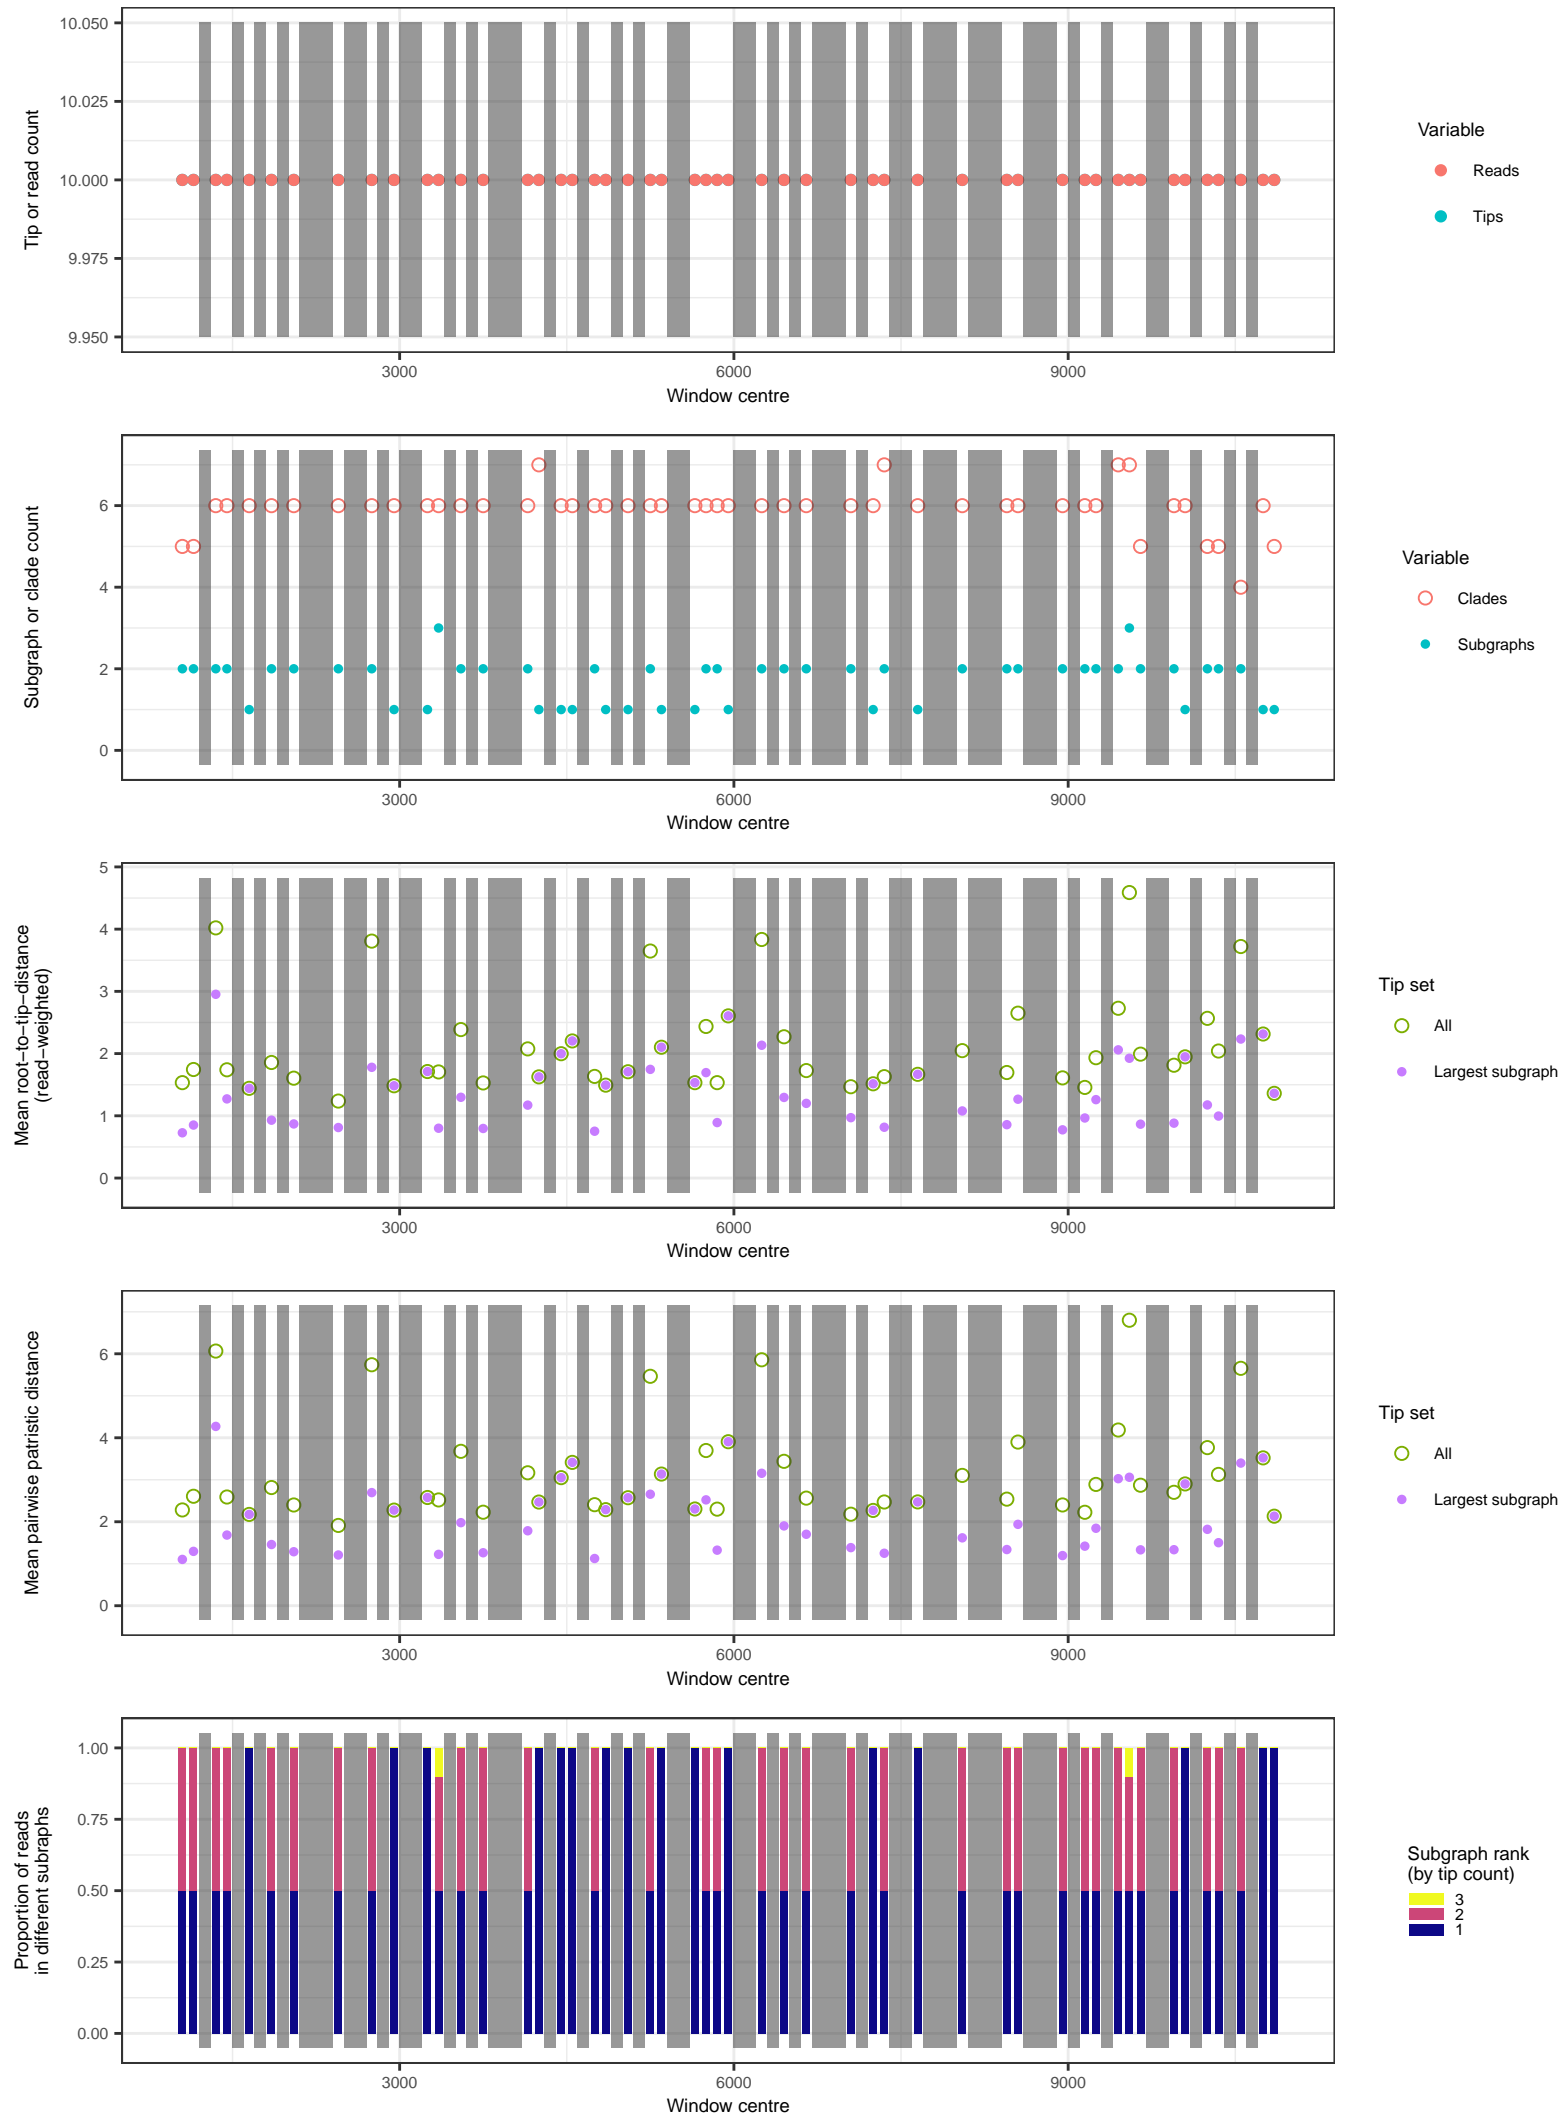 10.050
10.025
10.000
9.975
9.950
Tip or read count
3000
6000
9000
Window centre
Variable
Reads
Tips
6
4
2
0
Subgraph or clade count
3000
6000
9000
Window centre
Variable
Clades
Subgraphs
5
4
3
2
1
0
Mean root−to−tip−distance
(read−weighted)
3000
6000
9000
Window centre
Tip set
All
Largest subgraph
6
4
2
0
Mean pairwise patristic distance
3000
6000
9000
Window centre
Tip set
All
Largest subgraph
1.00
0.75
0.50
0.25
0.00
Proportion of reads
in different subraphs
3000
6000
9000
Window centre
Subgraph rank
(by tip count)
3
2
1